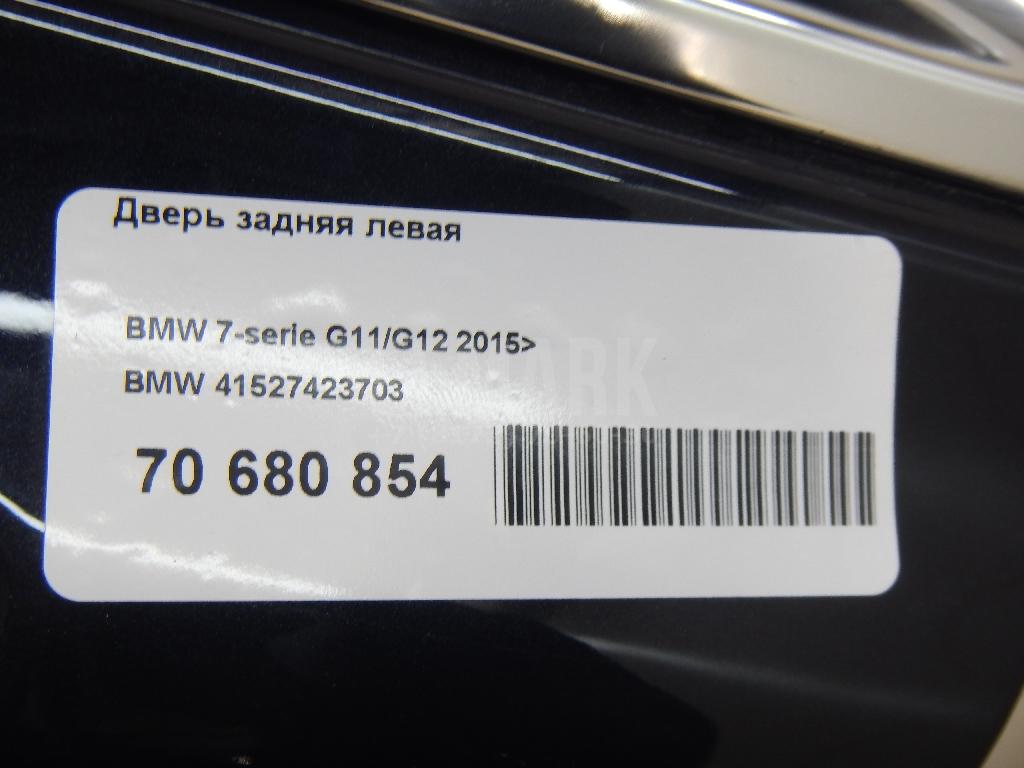 Дверь задняя левая
BMW 7-serie G11/G12 2015>
BMW 41527423703
70 680 854